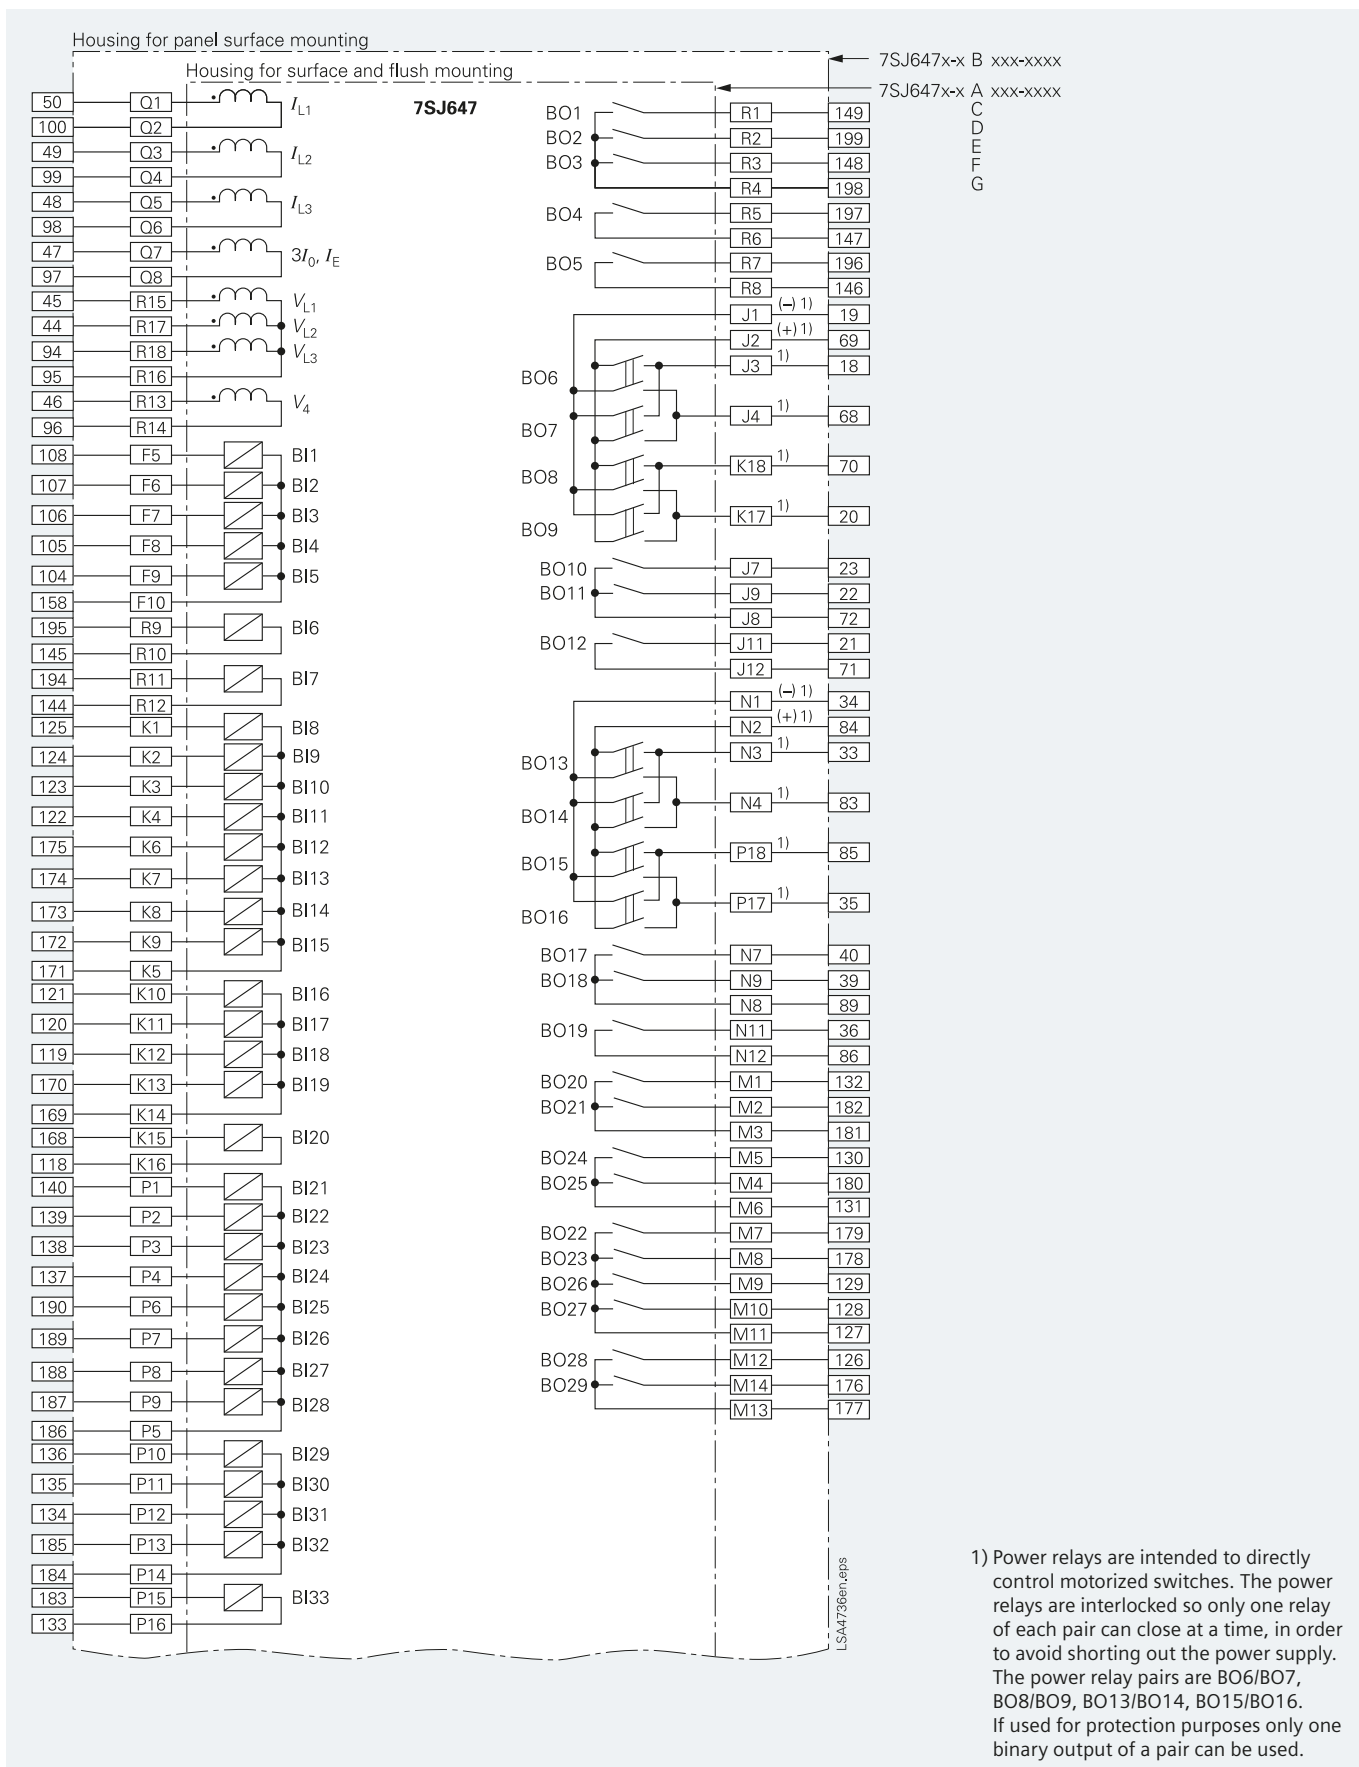 Housing for panel surface mounting
7SJ647x-x B xxx-xxxx
Housing for surface and flush mounting
7SJ647x-x A xxx-xxxx
C
D
E
F
G
7SJ647
50 Q1 I_L1
100 Q2
49 Q3 I_L2
99 Q4
48 Q5 I_L3
98 Q6
47 Q7 3I_0, I_E
97 Q8
45 R15 V_L1
44 R17 V_L2
94 R18 V_L3
95 R16
46 R13 V_4
96 R14
108 F5 BI1
107 F6 BI2
106 F7 BI3
105 F8 BI4
104 F9 BI5
158 F10
195 R9 BI6
145 R10
194 R11 BI7
144 R12
125 K1 BI8
124 K2 BI9
123 K3 BI10
122 K4 BI11
175 K6 BI12
174 K7 BI13
173 K8 BI14
172 K9 BI15
171 K5
121 K10 BI16
120 K11 BI17
119 K12 BI18
170 K13 BI19
169 K14
168 K15 BI20
118 K16
140 P1 BI21
139 P2 BI22
138 P3 BI23
137 P4 BI24
190 P6 BI25
189 P7 BI26
188 P8 BI27
187 P9 BI28
186 P5
136 P10 BI29
135 P11 BI30
134 P12 BI31
185 P13 BI32
184 P14
183 P15 BI33
133 P16
BO1 R1 149
BO2 R2 199
BO3 R3 148
R4 198
BO4 R5 197
R6 147
BO5 R7 196
R8 146
J1 (–) 1) 19
J2 (+) 1) 69
J3 1) 18
BO6
J4 1) 68
BO7
K18 1) 70
BO8
K17 1) 20
BO9
BO10 J7 23
BO11 J9 22
J8 72
BO12 J11 21
J12 71
N1 (–) 1) 34
N2 (+) 1) 84
N3 1) 33
BO13
N4 1) 83
BO14
P18 1) 85
BO15
P17 1) 35
BO16
BO17 N7 40
BO18 N9 39
N8 89
BO19 N11 36
N12 86
BO20 M1 132
BO21 M2 182
M3 181
BO24 M5 130
BO25 M4 180
M6 131
BO22 M7 179
BO23 M8 178
BO26 M9 129
BO27 M10 128
M11 127
BO28 M12 126
BO29 M14 176
M13 177
LSA4736en.eps
1) Power relays are intended to directly
control motorized switches. The power
relays are interlocked so only one relay
of each pair can close at a time, in order
to avoid shorting out the power supply.
The power relay pairs are BO6/BO7,
BO8/BO9, BO13/BO14, BO15/BO16.
If used for protection purposes only one
binary output of a pair can be used.